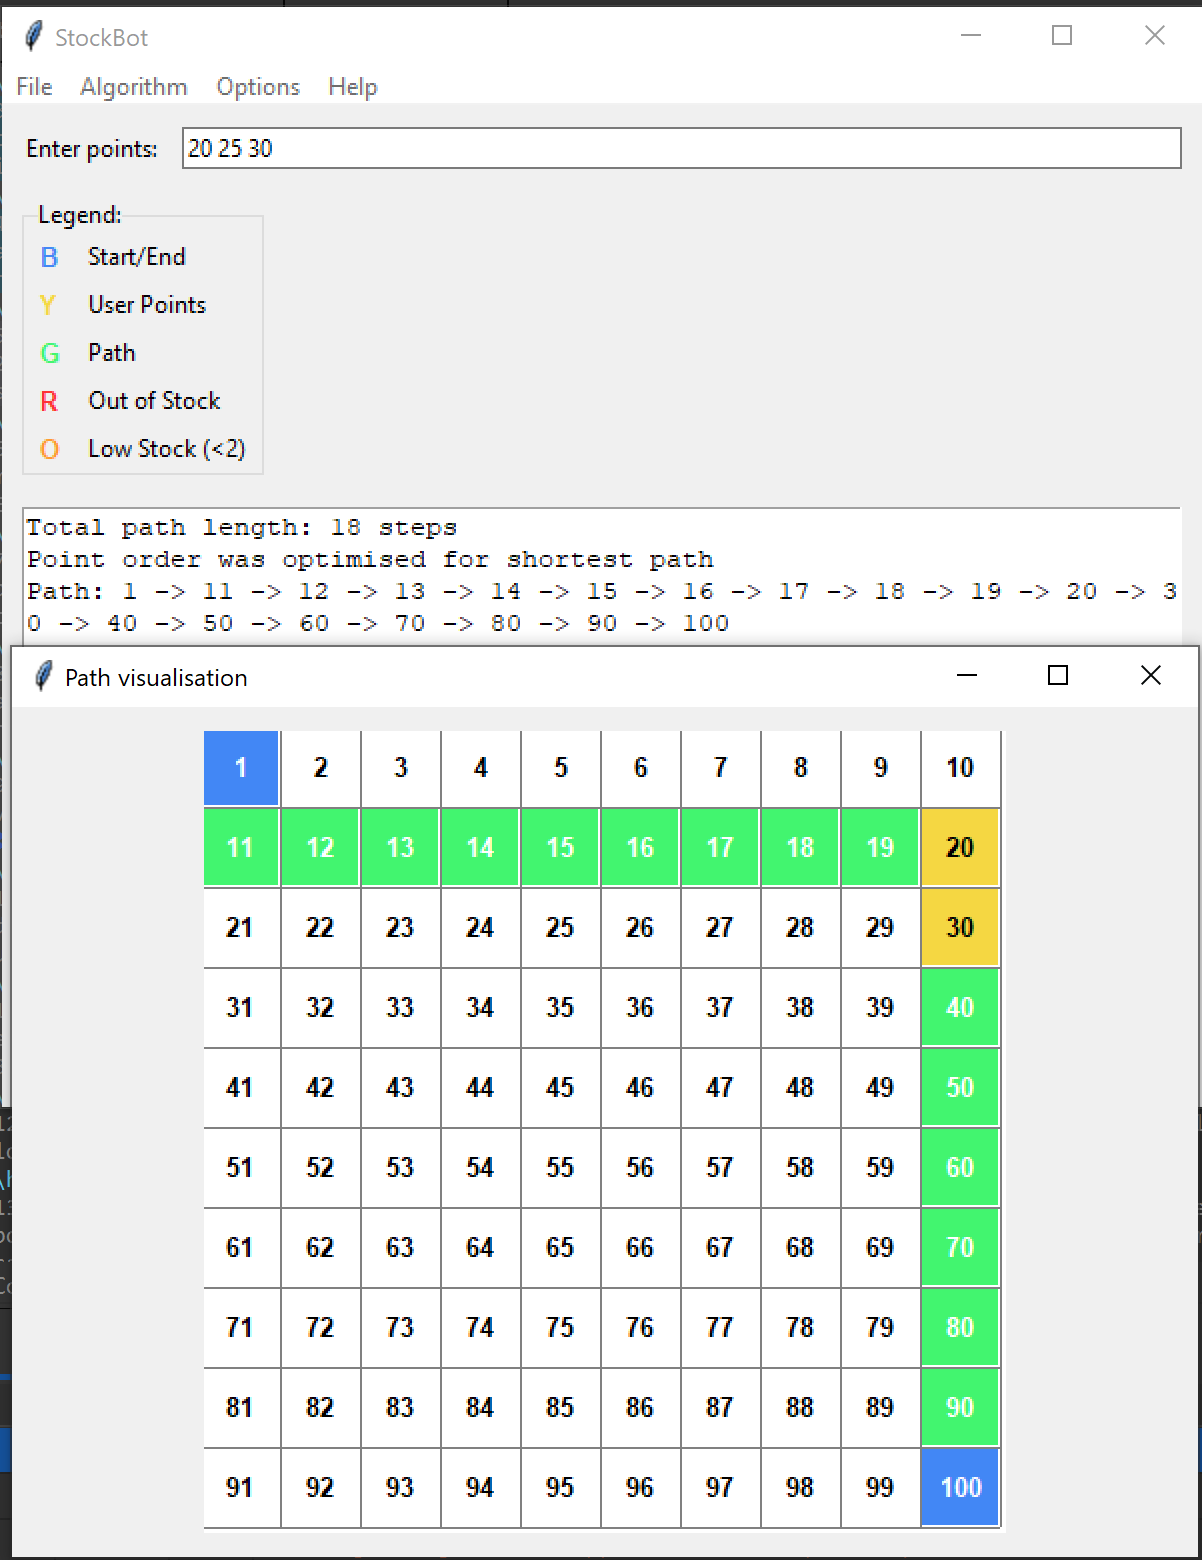 StockBot
File Algorithm Options Help
Enter points: 20 25 30
Legend:
B Start/End
Y User Points
G Path
R Out of Stock
O Low Stock (<2)
Total path length: 18 steps
Point order was optimised for shortest path
Path: 1 -> 11 -> 12 -> 13 -> 14 -> 15 -> 16 -> 17 -> 18 -> 19 -> 20 -> 3
0 -> 40 -> 50 -> 60 -> 70 -> 80 -> 90 -> 100
Path visualisation
1 2 3 4 5 6 7 8 9 10
11 12 13 14 15 16 17 18 19 20
21 22 23 24 25 26 27 28 29 30
31 32 33 34 35 36 37 38 39 40
41 42 43 44 45 46 47 48 49 50
51 52 53 54 55 56 57 58 59 60
61 62 63 64 65 66 67 68 69 70
71 72 73 74 75 76 77 78 79 80
81 82 83 84 85 86 87 88 89 90
91 92 93 94 95 96 97 98 99 100